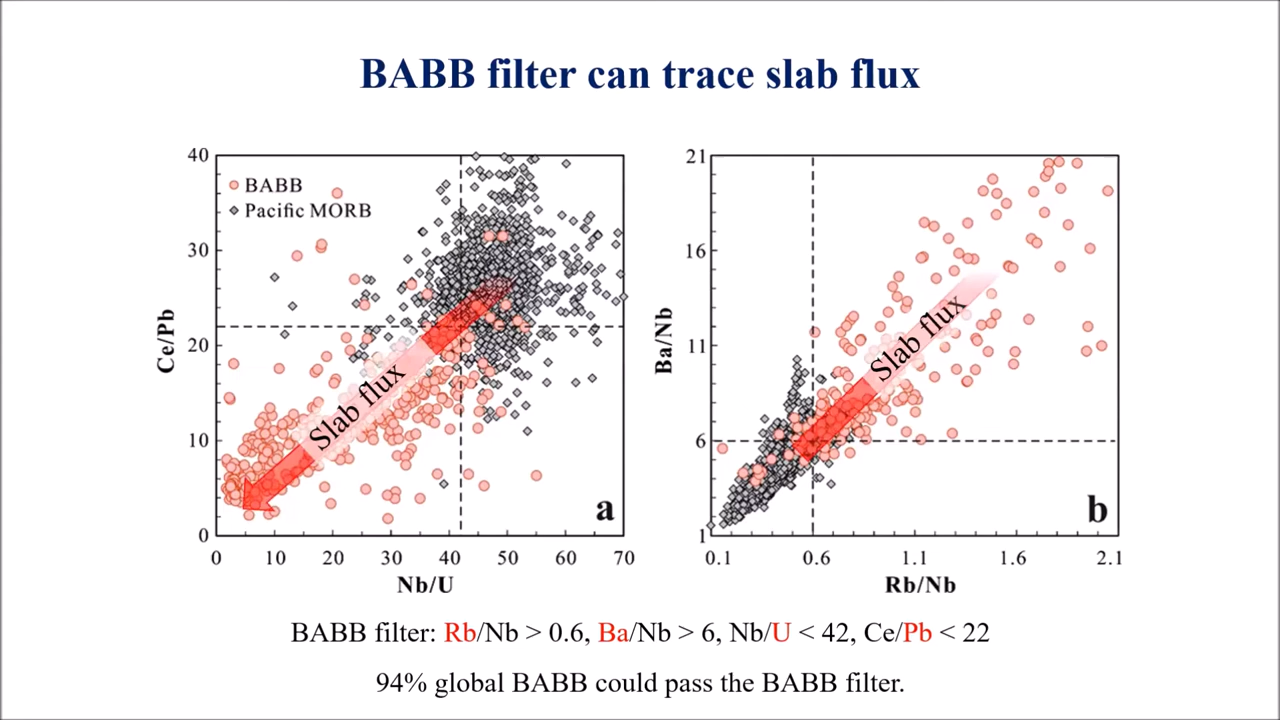 BABB filter can trace slab flux
40
30
20
10
0
Ce/Pb
BABB
Pacific MORB
Slab flux
a
0 10 20 30 40 50 60 70
Nb/U
21
16
11
6
1
Ba/Nb
Slab flux
b
0.1 0.6 1.1 1.6 2.1
Rb/Nb
BABB filter: Rb/Nb > 0.6, Ba/Nb > 6, Nb/U < 42, Ce/Pb < 22
94% global BABB could pass the BABB filter.